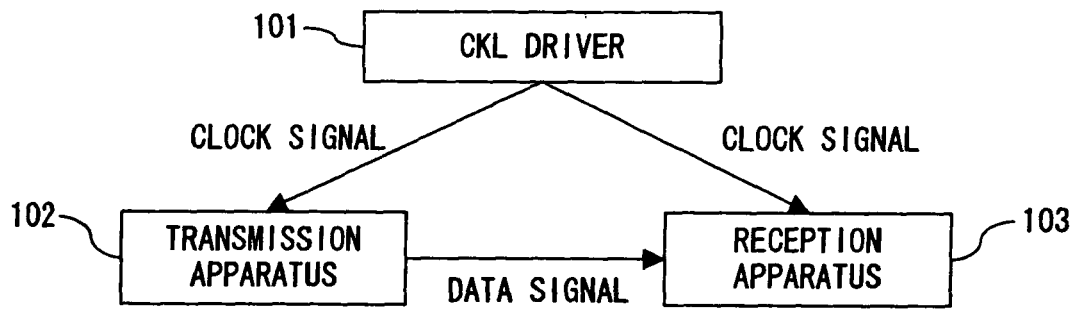 101
CKL DRIVER
CLOCK SIGNAL
CLOCK SIGNAL
102
TRANSMISSION
APPARATUS
RECEPTION
APPARATUS
103
DATA SIGNAL